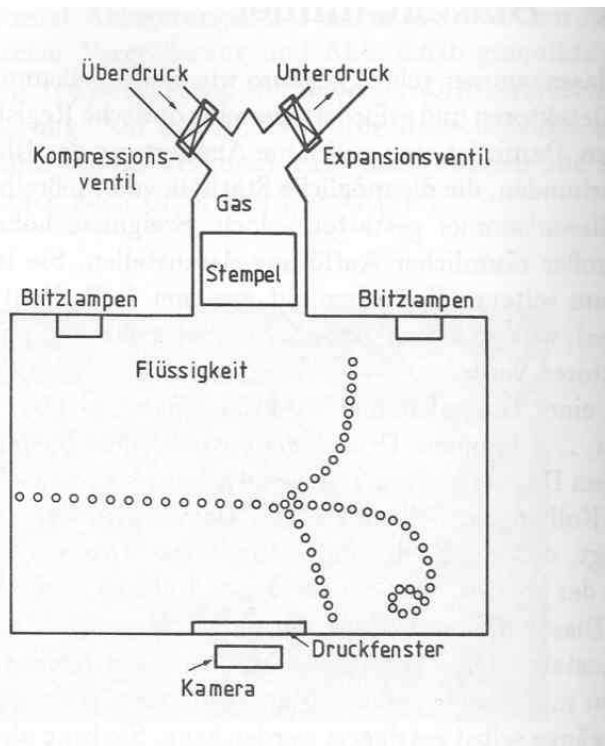 Überdruck
Unterdruck
Kompressions-
ventil
Expansionsventil
Gas
Stempel
Blitzlampen
Blitzlampen
Flüssigkeit
Druckfenster
Kamera